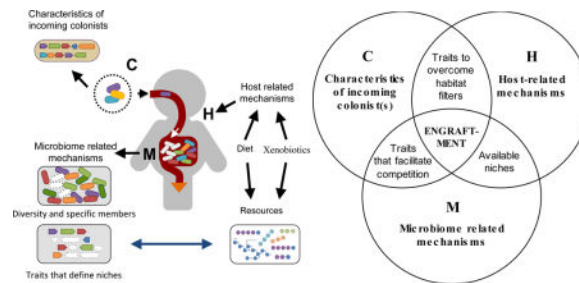 Characteristics
of incoming
colonists
C
H
M
Host related
mechanisms
Diet
Xenobiotics
Resources
Microbiome related
mechanisms
Diversity and specific members
Traits that define niches
C
Characteristics
of incoming
colonist(s)
Traits to
overcome
habitat
filters
H
Host-related
mechanisms
ENGRAFT-
MENT
Traits
that facilitate
competition
Available
niches
M
Microbiome related
mechanisms